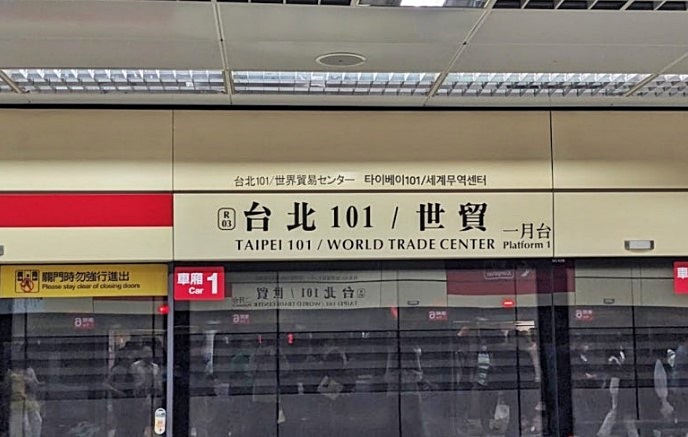 台北101/世界貿易センター 타이베이101/세계무역센터
R
03
台北 101 / 世貿
一月台
TAIPEI 101 / WORLD TRADE CENTER
Platform 1
關門時勿強行進出
Please stay clear of closing doors
車廂 1
Car